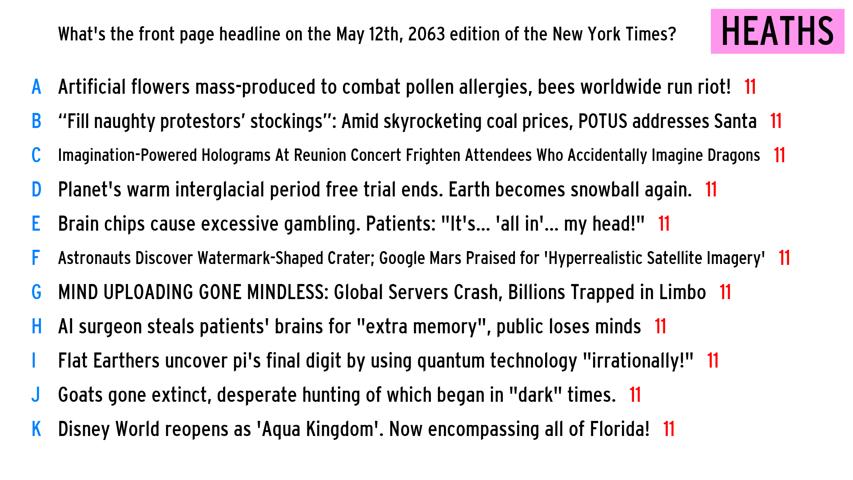 What's the front page headline on the May 12th, 2063 edition of the New York Times?
HEATHS
A Artificial flowers mass-produced to combat pollen allergies, bees worldwide run riot! 11
B “Fill naughty protestors’ stockings”: Amid skyrocketing coal prices, POTUS addresses Santa 11
C Imagination-Powered Holograms At Reunion Concert Frighten Attendees Who Accidentally Imagine Dragons 11
D Planet's warm interglacial period free trial ends. Earth becomes snowball again. 11
E Brain chips cause excessive gambling. Patients: "It's... 'all in'... my head!" 11
F Astronauts Discover Watermark-Shaped Crater; Google Mars Praised for 'Hyperrealistic Satellite Imagery' 11
G MIND UPLOADING GONE MINDLESS: Global Servers Crash, Billions Trapped in Limbo 11
H AI surgeon steals patients' brains for "extra memory", public loses minds 11
I Flat Earthers uncover pi's final digit by using quantum technology "irrationally!" 11
J Goats gone extinct, desperate hunting of which began in "dark" times. 11
K Disney World reopens as 'Aqua Kingdom'. Now encompassing all of Florida! 11